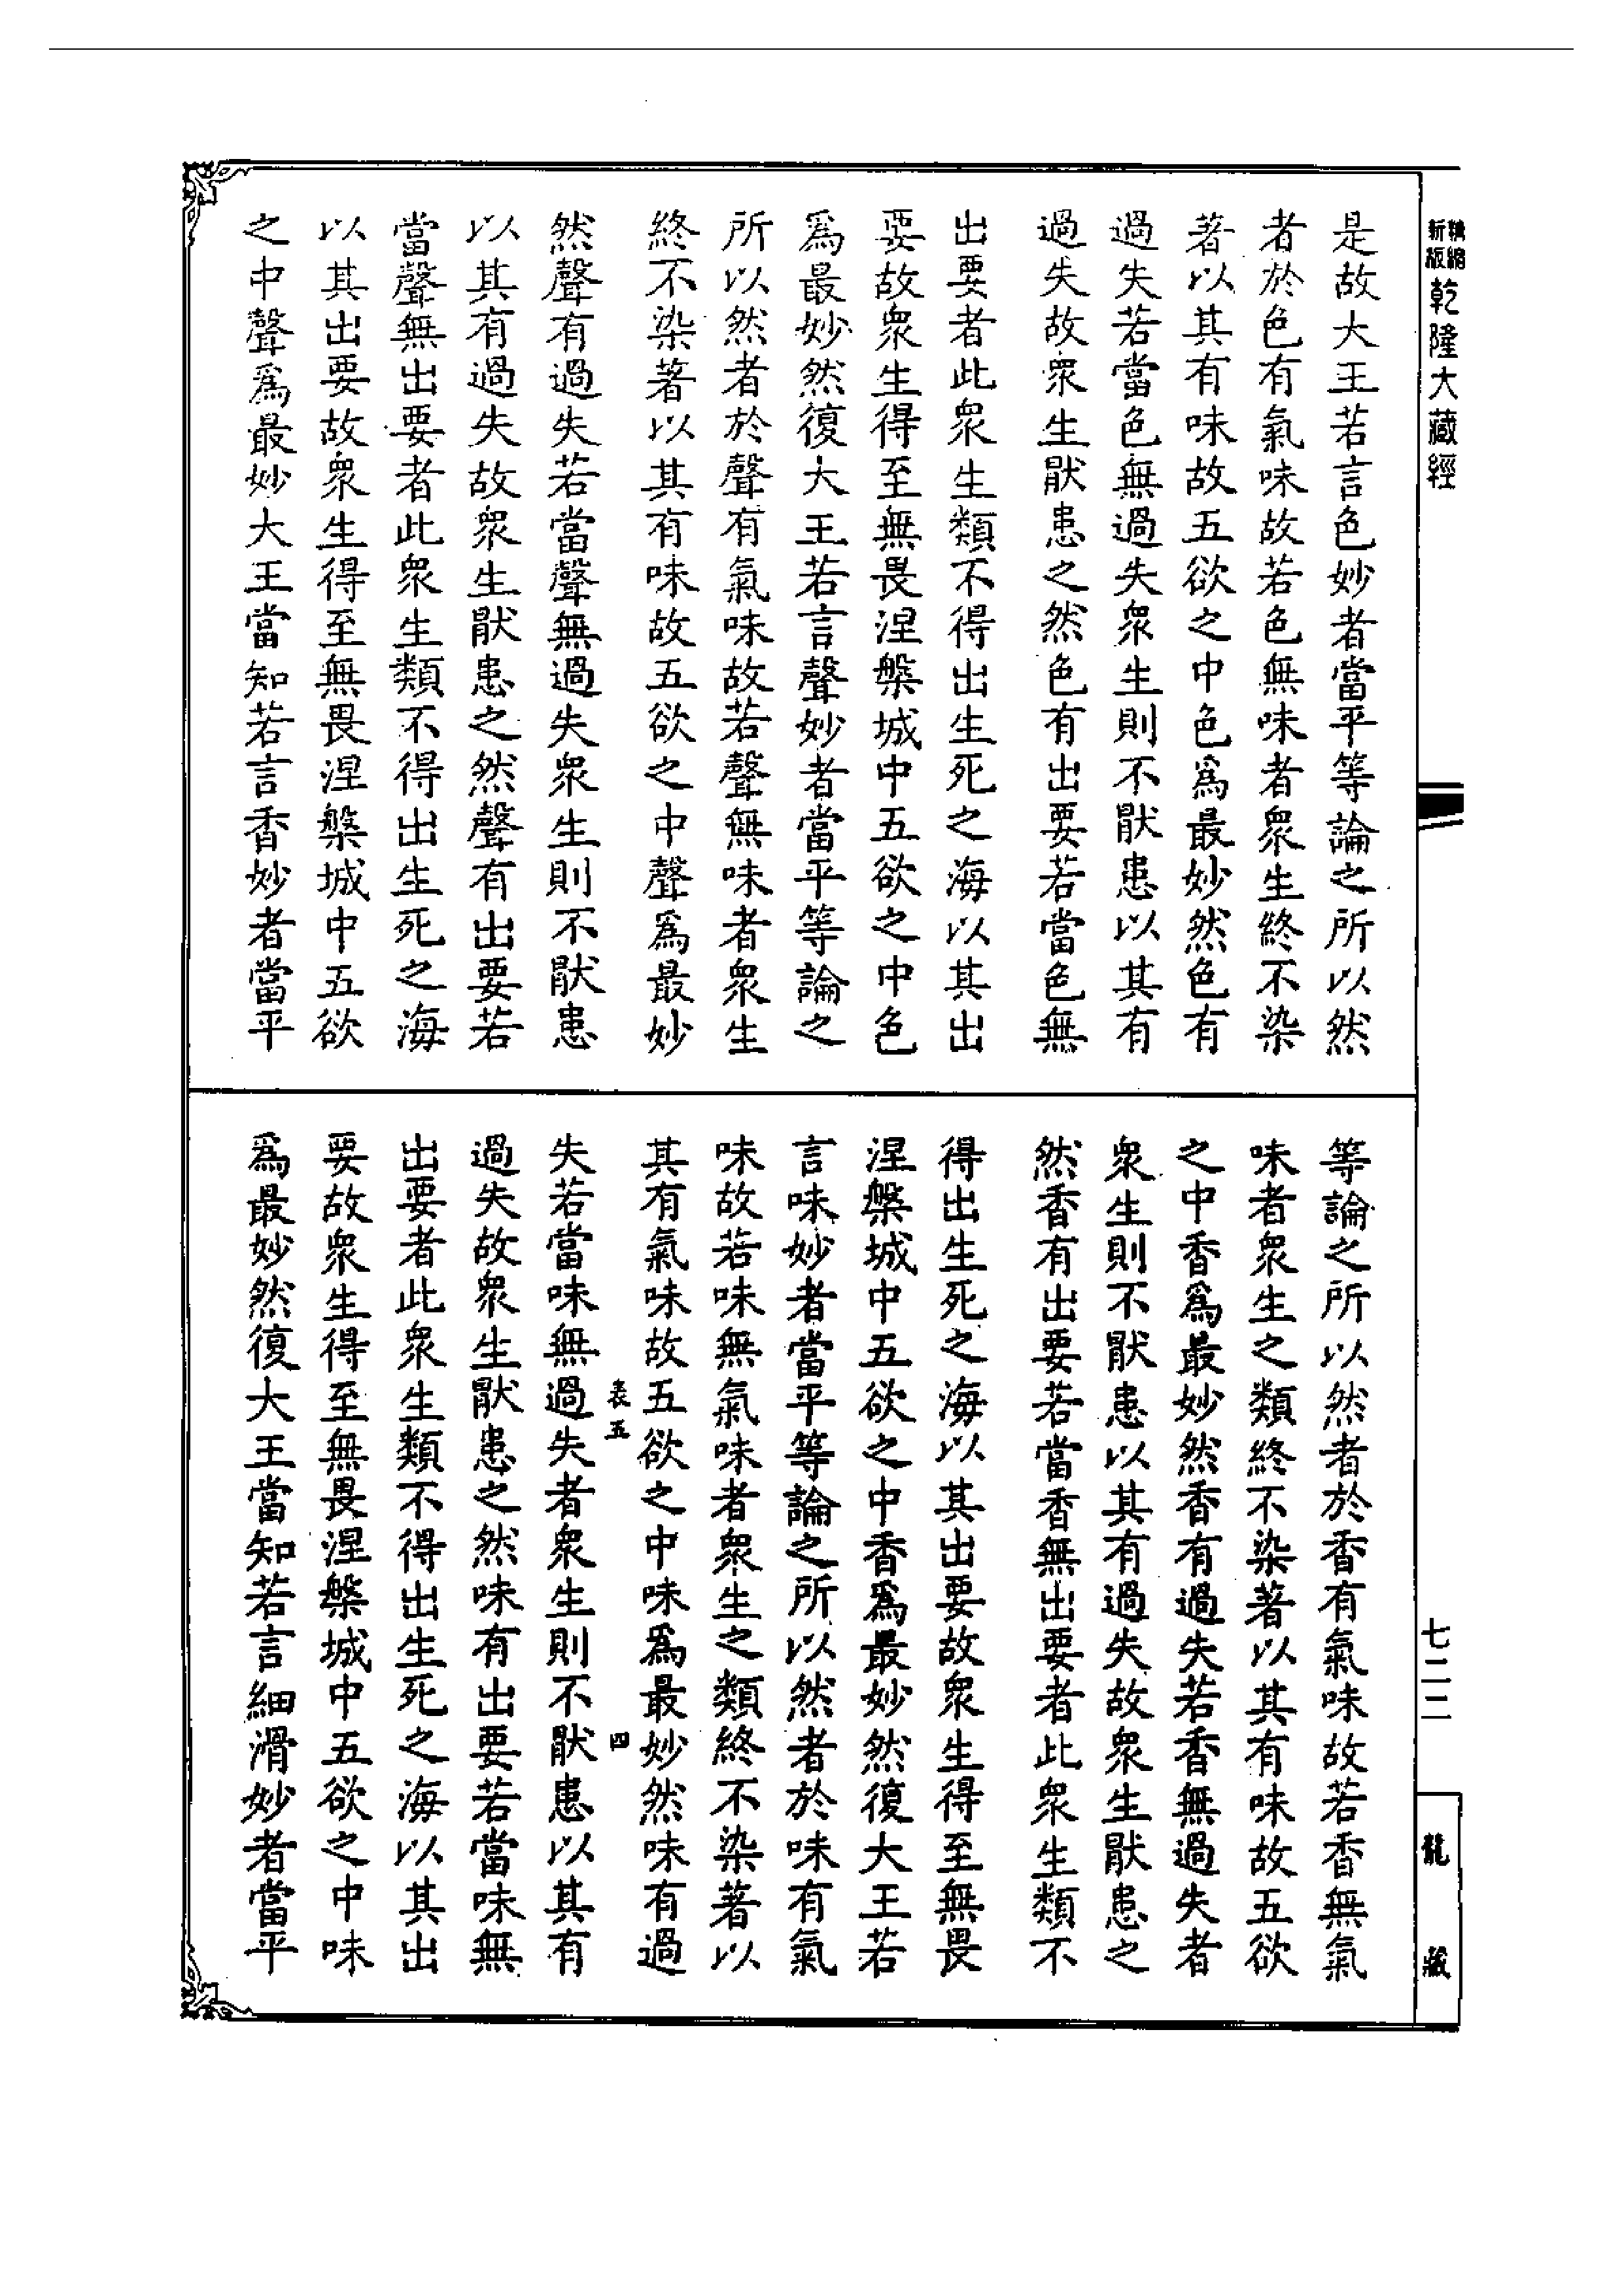 精縮新版乾隆大藏經
是故大王若言色妙者當平等論之所以然
者於色有氣味故若色無味者衆生終不染
著以其有味故五欲之中色爲最妙然色有
過失若當色無過失衆生則不猒患以其有
過失故衆生猒患之然色有出要若當色無
出要者此衆生類不得出生死之海以其出
要故衆生得至無畏涅槃城中五欲之中色
爲最妙然復大王若言聲妙者當平等論之
所以然者於聲有氣味故若聲無味者衆生
終不染著以其有味故五欲之中聲爲最妙
然聲有過失若當聲無過失衆生則不猒患
以其有過失故衆生猒患之然聲有出要若
當聲無出要者此衆生類不得出生死之海
以其出要故衆生得至無畏涅槃城中五欲
之中聲爲最妙大王當知若言香妙者當平
等論之所以然者於香有氣味故若香無氣
味者衆生之類終不染著以其有味故五欲
之中香爲最妙然香有過失若香無過失者
衆生則不猒患以其有過失故衆生猒患之
然香有出要若當香無出要者此衆生類不
得出生死之海以其出要故衆生得至無畏
涅槃城中五欲之中香爲最妙然復大王若
言味妙者當平等論之所以然者於味有氣
味故若味無氣味者衆生之類終不染著以
其有氣味故五欲之中味爲最妙然味有過
表五 四
失若當味無過失者衆生則不猒患以其有
過失故衆生猒患之然味有出要若當味無
出要者此衆生類不得出生死之海以其出
要故衆生得至無畏涅槃城中五欲之中味
爲最妙然復大王當知若言細滑妙者當平
七二二
龍藏